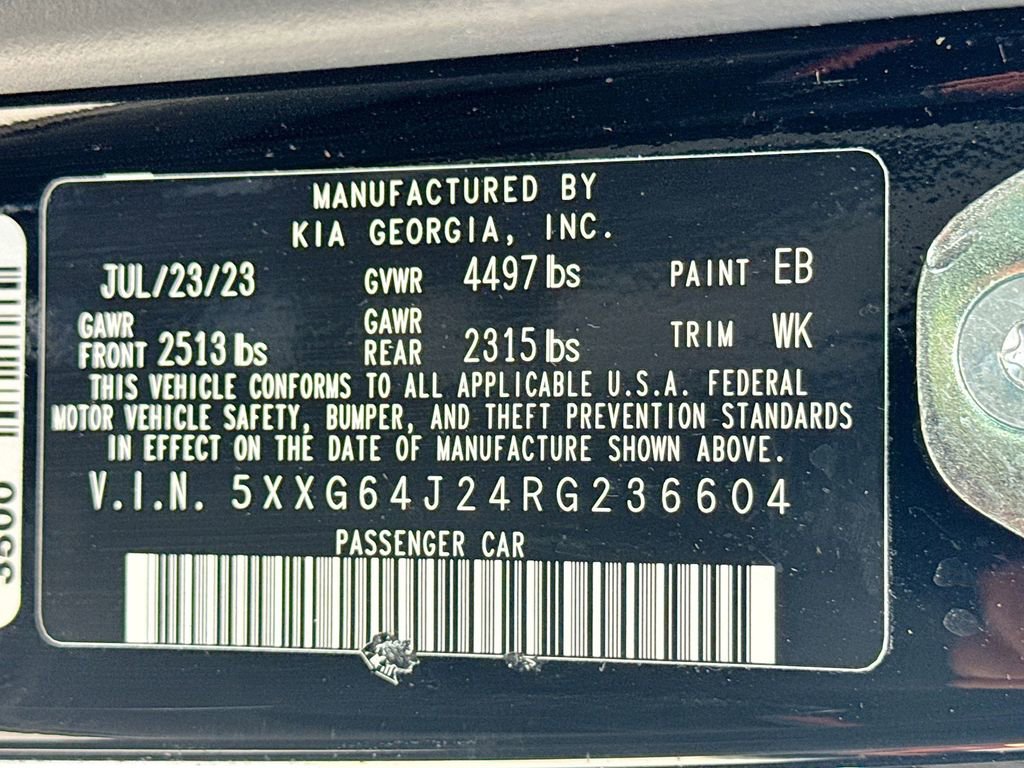 MANUFACTURED BY
KIA GEORGIA, INC.
JUL/23/23 GVWR 4497 lbs PAINT EB
GAWR FRONT 2513 lbs GAWR REAR 2315 lbs TRIM WK
THIS VEHICLE CONFORMS TO ALL APPLICABLE U.S.A. FEDERAL
MOTOR VEHICLE SAFETY, BUMPER, AND THEFT PREVENTION STANDARDS
IN EFFECT ON THE DATE OF MANUFACTURE SHOWN ABOVE.
V.I.N. 5XXG64J24RG236604
PASSENGER CAR